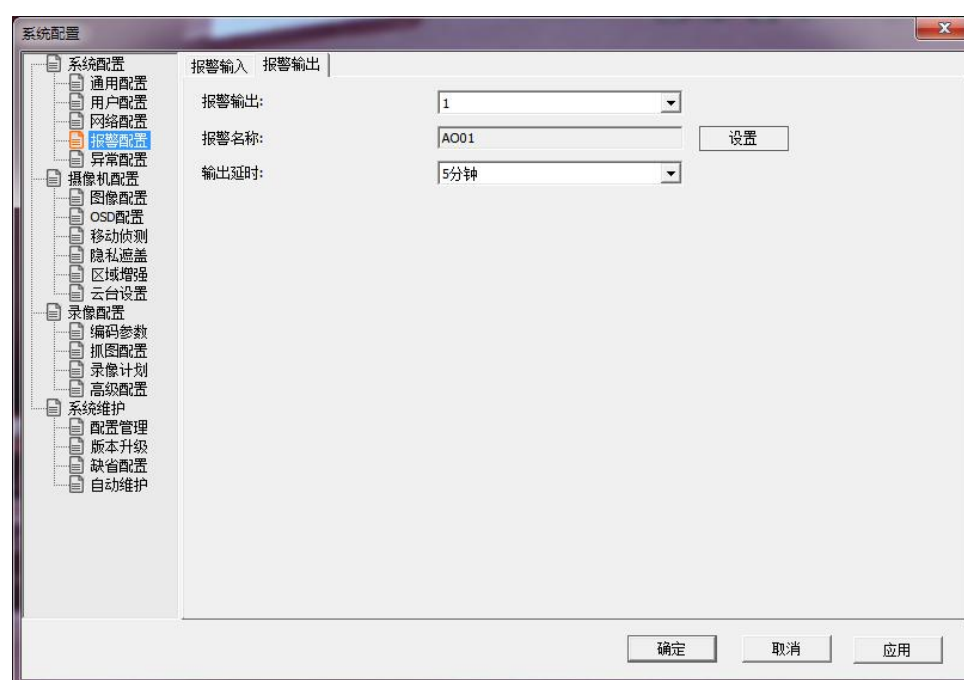 系统配置
系统配置
通用配置
用户配置
网络配置
报警配置
异常配置
摄像机配置
图像配置
OSD配置
移动侦测
隐私遮盖
区域增强
云台设置
录像配置
编码参数
抓图配置
录像计划
高级配置
系统维护
配置管理
版本升级
缺省配置
自动维护
报警输入 报警输出
报警输出: 1
报警名称: AO01 设置
输出延时: 5分钟
确定 取消 应用